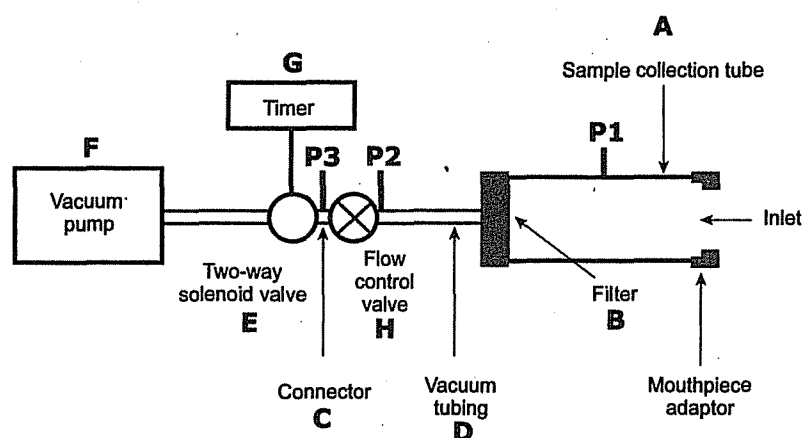 A
Sample collection tube
G
Timer
P1
F
P3
P2
Vacuum
pump
Inlet
Two-way
solenoid valve
E
Flow
control
valve
H
Filter
B
Connector
C
Vacuum
tubing
D
Mouthpiece
adaptor